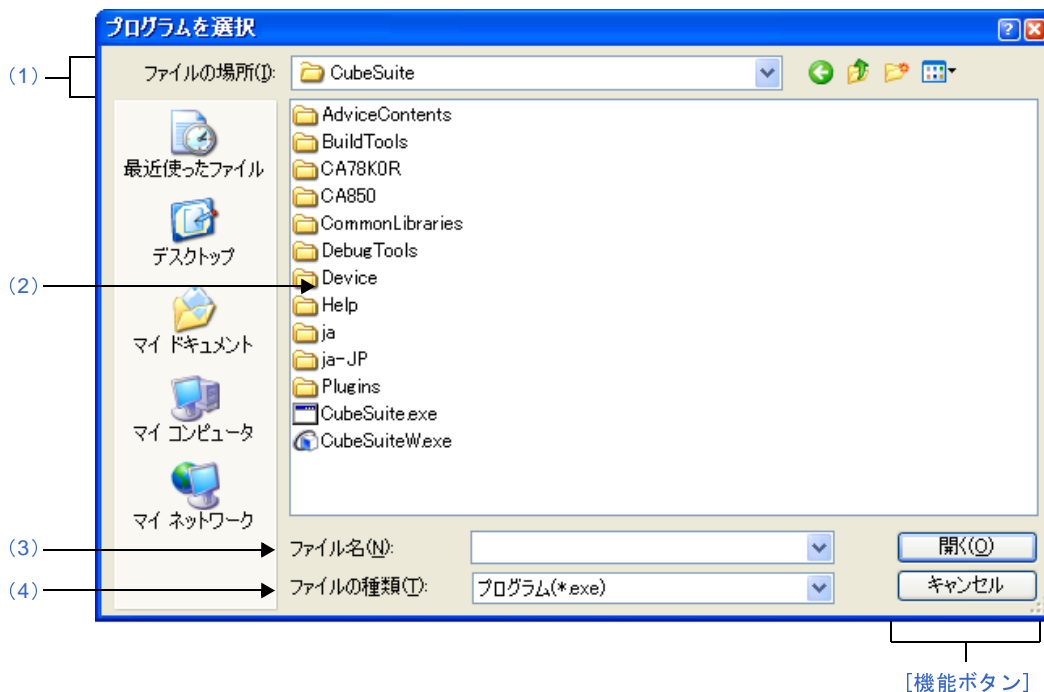 プログラムを選択
(1)
ファイルの場所(I):
CubeSuite
最近使ったファイル
デスクトップ
マイ ドキュメント
マイ コンピュータ
マイ ネットワーク
(2)
AdviceContents
BuildTools
CA78K0R
CA850
CommonLibraries
DebugTools
Device
Help
ja
ja-JP
Plugins
CubeSuite.exe
CubeSuiteW.exe
(3)
ファイル名(N):
開く(O)
(4)
ファイルの種類(T):
プログラム(*.exe)
キャンセル
[機能ボタン]